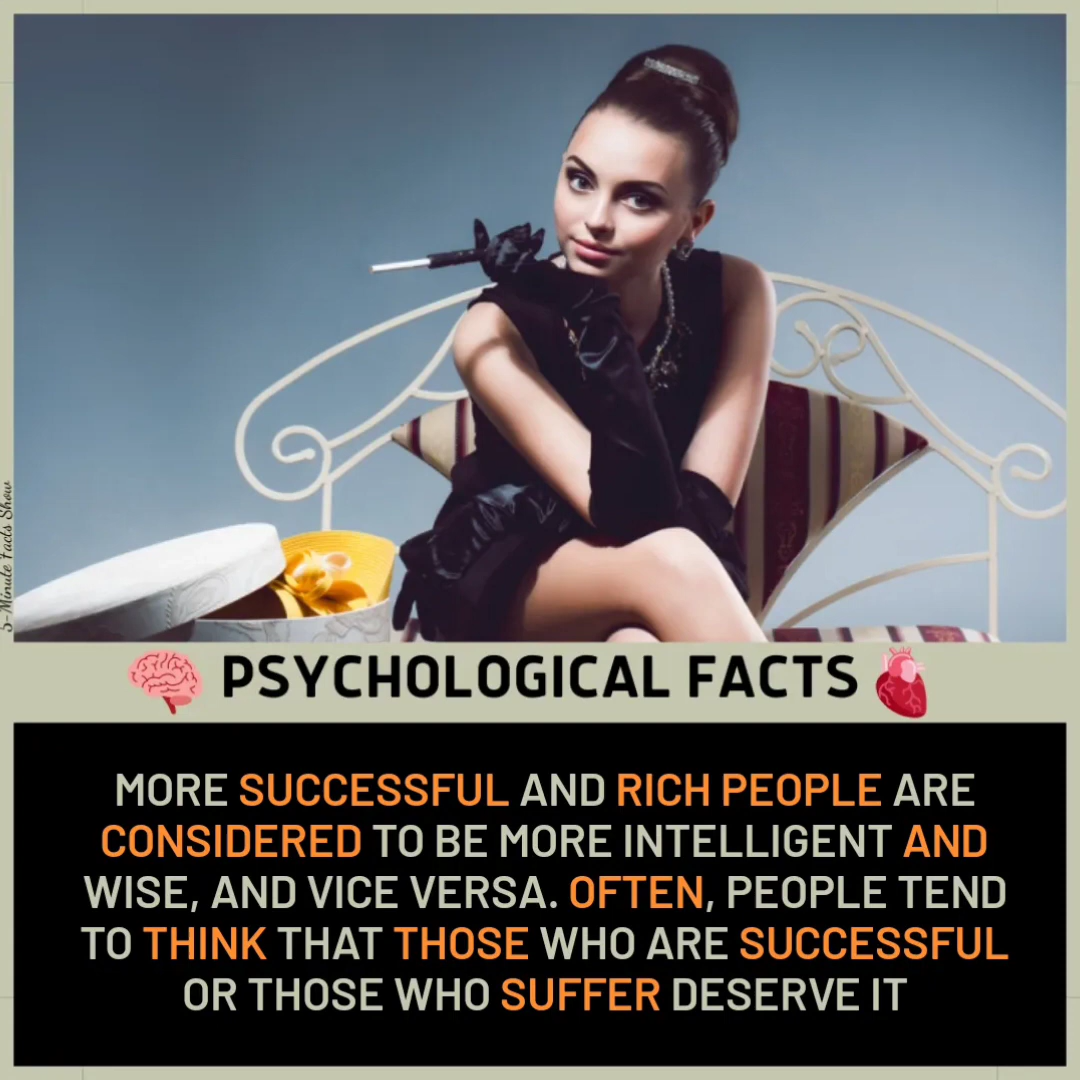 5-Minute Facts Show
PSYCHOLOGICAL FACTS
MORE SUCCESSFUL AND RICH PEOPLE ARE
CONSIDERED TO BE MORE INTELLIGENT AND
WISE, AND VICE VERSA. OFTEN, PEOPLE TEND
TO THINK THAT THOSE WHO ARE SUCCESSFUL
OR THOSE WHO SUFFER DESERVE IT